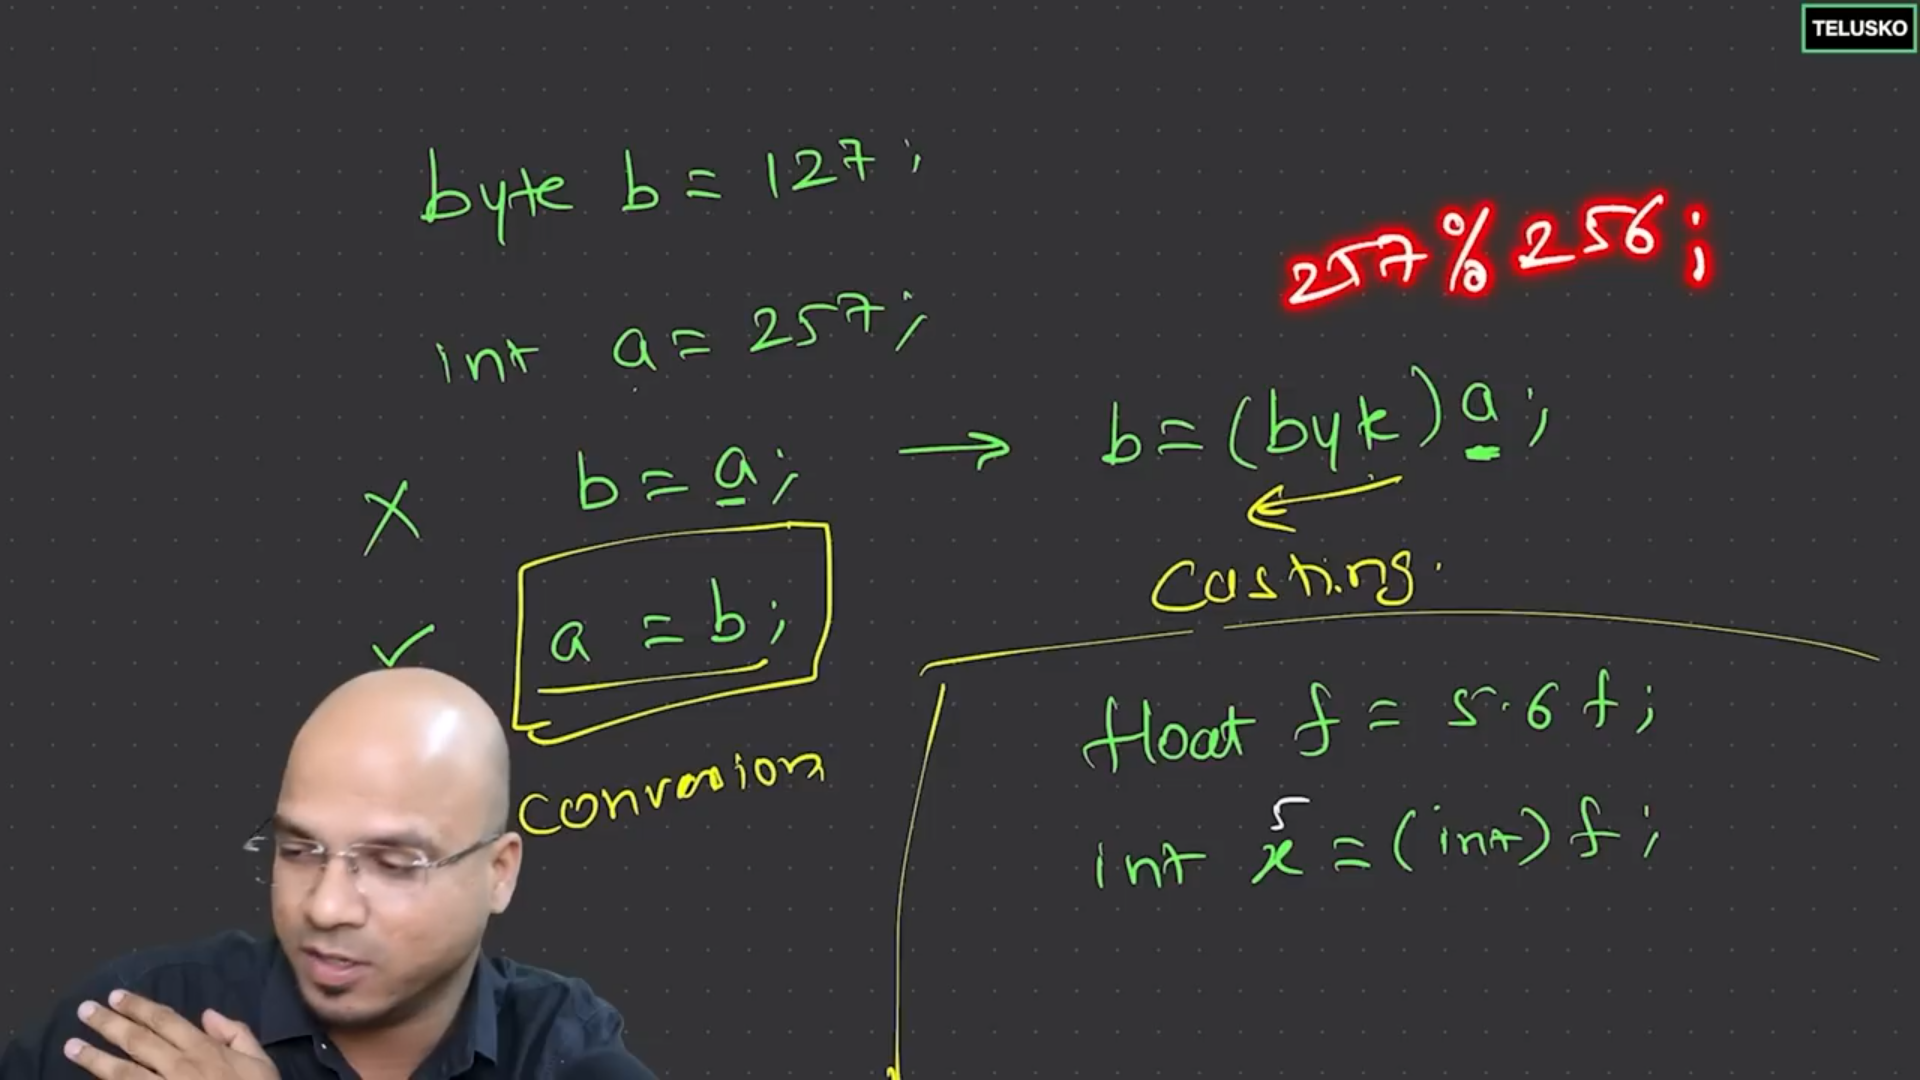 TELUSKO
byte b = 127;
257 % 256;
int a = 257;
b = a; → b = (byte) a;
X
Casting.
✓ a = b;
Conversion
float f = 5.6f;
5
int x = (int) f;